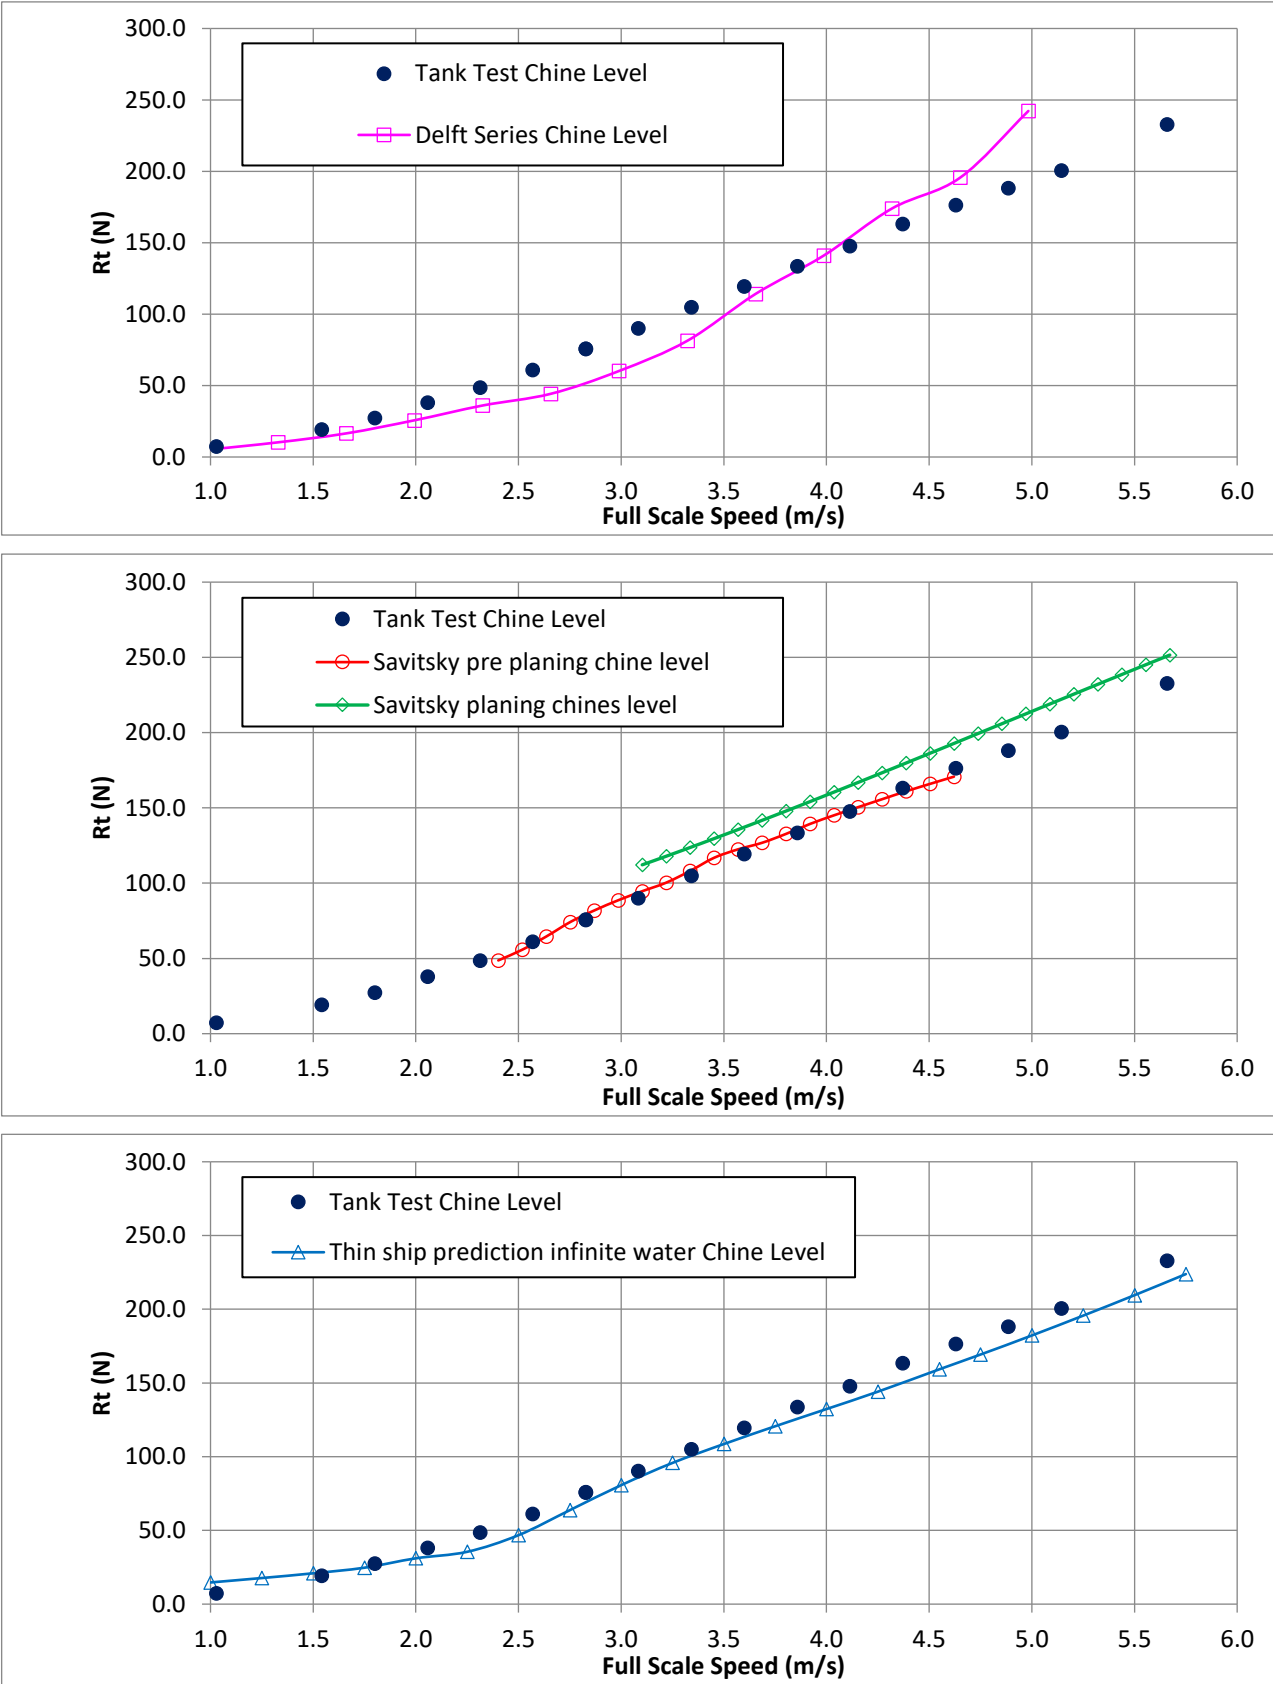 300.0
250.0
200.0
150.0
100.0
50.0
0.0
Rt (N)
Tank Test Chine Level
Delft Series Chine Level
1.0 1.5 2.0 2.5 3.0 3.5 4.0 4.5 5.0 5.5 6.0
Full Scale Speed (m/s)
300.0
250.0
200.0
150.0
100.0
50.0
0.0
Rt (N)
Tank Test Chine Level
Savitsky pre planing chine level
Savitsky planing chines level
1.0 1.5 2.0 2.5 3.0 3.5 4.0 4.5 5.0 5.5 6.0
Full Scale Speed (m/s)
300.0
250.0
200.0
150.0
100.0
50.0
0.0
Rt (N)
Tank Test Chine Level
Thin ship prediction infinite water Chine Level
1.0 1.5 2.0 2.5 3.0 3.5 4.0 4.5 5.0 5.5 6.0
Full Scale Speed (m/s)